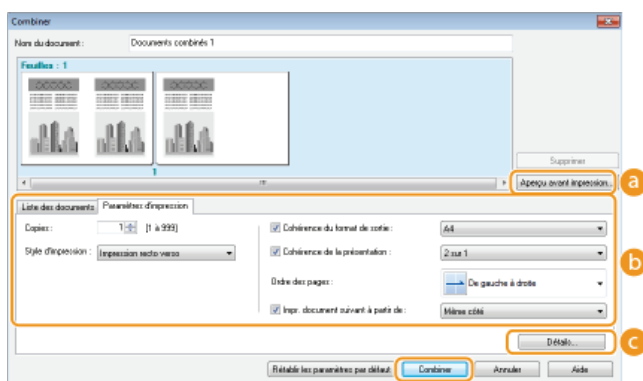 Combiner
Nom du document : Documents combinés 1
Feuilles : 1
1
Supprimer
Aperçu avant impression... a
Liste des documents Paramètres d'impression
Copies : 1 (1 à 999) Cohérence du format de sortie : A4
Style d'impression : Impression recto verso Cohérence de la présentation : 2 sur 1 b
Ordre des pages : De gauche à droite
Impr. document suivant à partir de : Même côté
Détails... c
Rétablir les paramètres par défaut Combiner Annuler Aide